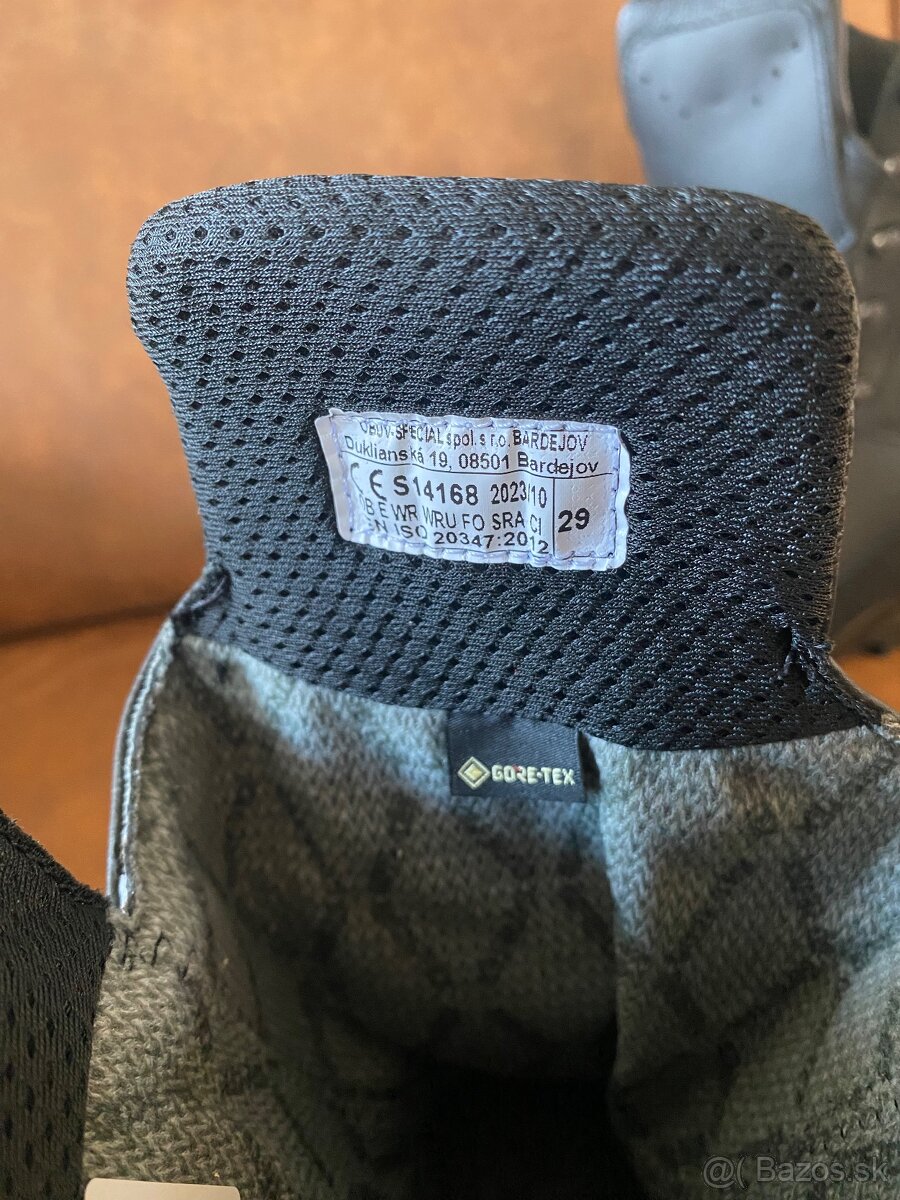 OBUV-SPECIAL spol. s r.o. BARDEJOV
Duklianská 19, 08501 Bardejov
CE S14168 2023/10
OB E WR WRU FO SRA CI
29
EN ISO 20347:2012
GORE-TEX
@( Bazos.sk